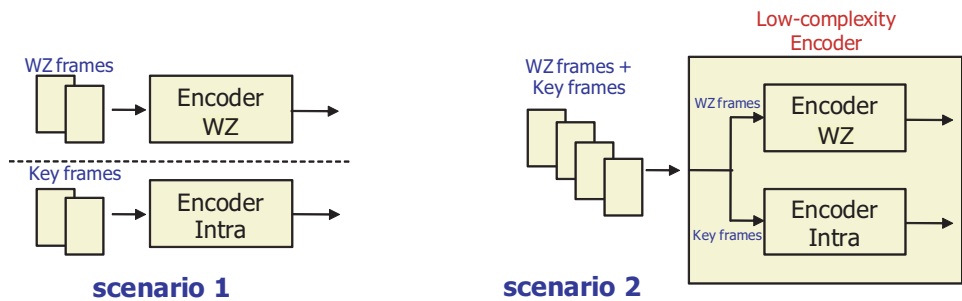 WZ frames
Encoder
WZ
Key frames
Encoder
Intra
scenario 1
Low-complexity
Encoder
WZ frames +
Key frames
WZ frames
Encoder
WZ
Key frames
Encoder
Intra
scenario 2